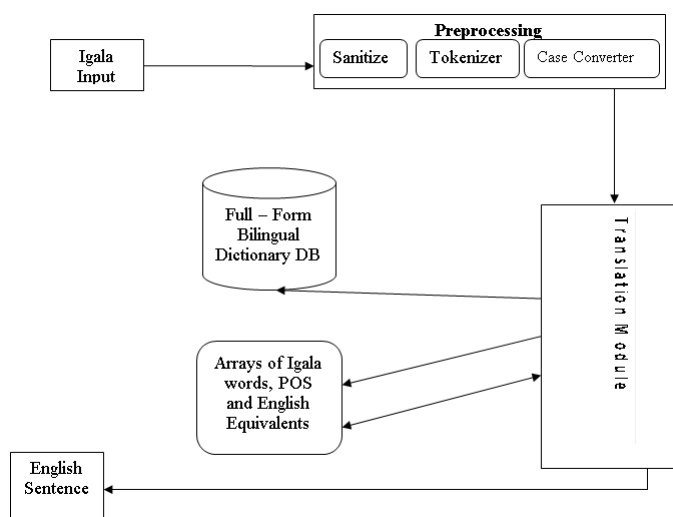 Igala
Input
Preprocessing
Sanitize
Tokenizer
Case Converter
Full – Form
Bilingual
Dictionary DB
Translation Module
Arrays of Igala
words, POS
and English
Equivalents
English
Sentence